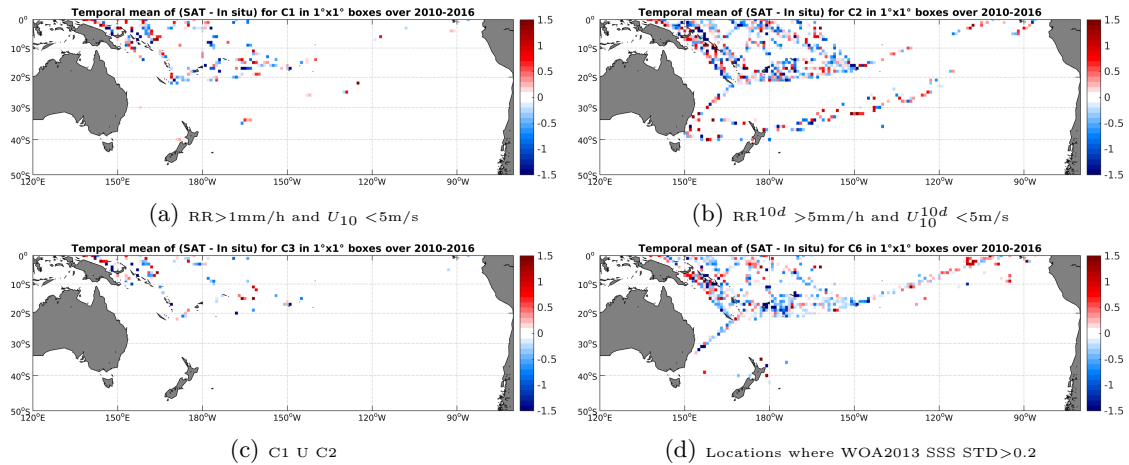 Temporal mean of (SAT - In situ) for C1 in 1°x1° boxes over 2010-2016
0°
10°S
20°S
30°S
40°S
50°S
120°E 150°E 180°W 150°W 120°W 90°W
1.5
1
0.5
0
-0.5
-1
-1.5
(a) RR>1mm/h and U10 <5m/s
Temporal mean of (SAT - In situ) for C2 in 1°x1° boxes over 2010-2016
0°
10°S
20°S
30°S
40°S
50°S
120°E 150°E 180°W 150°W 120°W 90°W
1.5
1
0.5
0
-0.5
-1
-1.5
(b) RR^10d >5mm/h and U10^10d <5m/s
Temporal mean of (SAT - In situ) for C3 in 1°x1° boxes over 2010-2016
0°
10°S
20°S
30°S
40°S
50°S
120°E 150°E 180°W 150°W 120°W 90°W
1.5
1
0.5
0
-0.5
-1
-1.5
(c) C1 U C2
Temporal mean of (SAT - In situ) for C6 in 1°x1° boxes over 2010-2016
0°
10°S
20°S
30°S
40°S
50°S
120°E 150°E 180°W 150°W 120°W 90°W
1.5
1
0.5
0
-0.5
-1
-1.5
(d) Locations where WOA2013 SSS STD>0.2